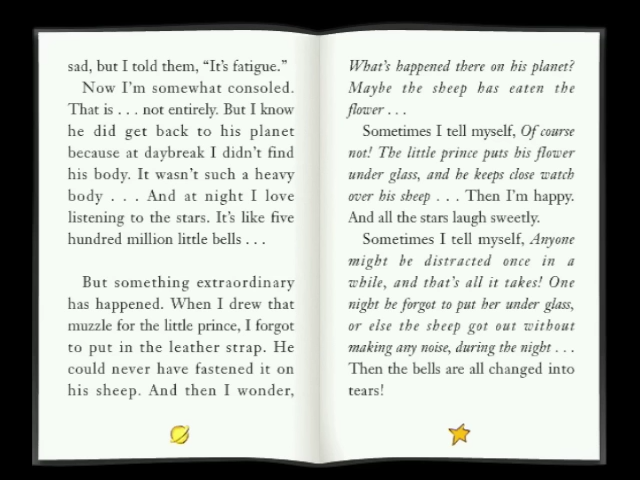 sad, but I told them, “It’s fatigue.”
Now I’m somewhat consoled.
That is . . . not entirely. But I know
he did get back to his planet
because at daybreak I didn’t find
his body. It wasn’t such a heavy
body . . . And at night I love
listening to the stars. It’s like five
hundred million little bells . . .
But something extraordinary
has happened. When I drew that
muzzle for the little prince, I forgot
to put in the leather strap. He
could never have fastened it on
his sheep. And then I wonder,
What’s happened there on his planet?
Maybe the sheep has eaten the
flower . . .
Sometimes I tell myself, Of course
not! The little prince puts his flower
under glass, and he keeps close watch
over his sheep . . . Then I’m happy.
And all the stars laugh sweetly.
Sometimes I tell myself, Anyone
might be distracted once in a
while, and that’s all it takes! One
night he forgot to put her under glass,
or else the sheep got out without
making any noise, during the night . . .
Then the bells are all changed into
tears!